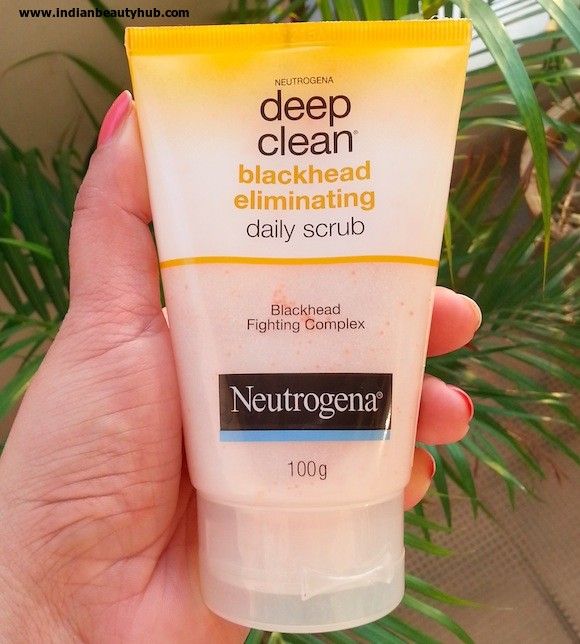 www.indianbeautyhub.com
NEUTROGENA
deep
clean®
blackhead
eliminating
daily scrub
Blackhead
Fighting Complex
Neutrogena®
100g